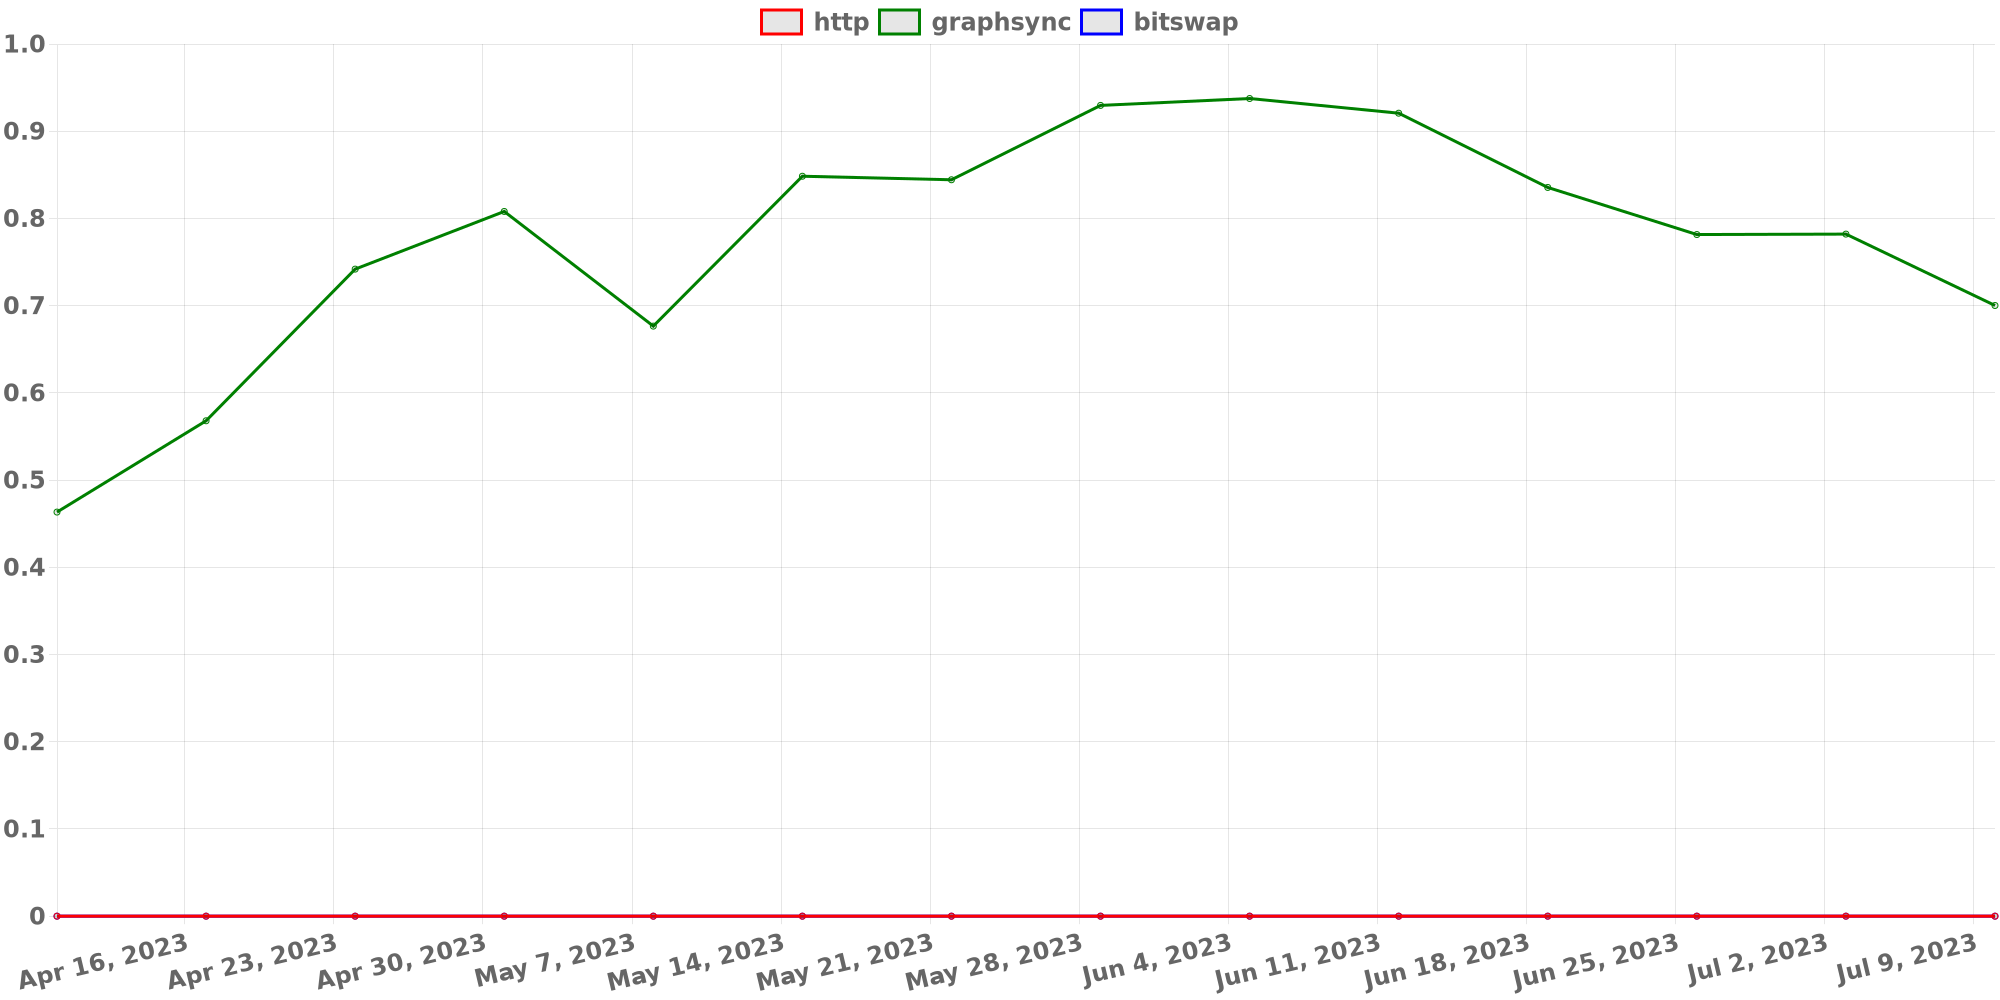 http graphsync bitswap
1.0
0.9
0.8
0.7
0.6
0.5
0.4
0.3
0.2
0.1
0
Apr 16, 2023
Apr 23, 2023
Apr 30, 2023
May 7, 2023
May 14, 2023
May 21, 2023
May 28, 2023
Jun 4, 2023
Jun 11, 2023
Jun 18, 2023
Jun 25, 2023
Jul 2, 2023
Jul 9, 2023